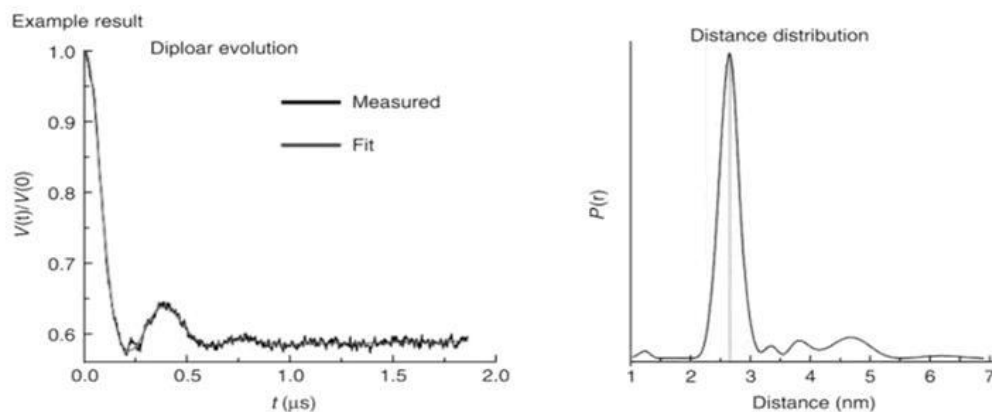 Example result
Diploar evolution
1.0
0.9
0.8
0.7
0.6
V(t)/V(0)
Measured
Fit
0.0 0.5 1.0 1.5 2.0
t (μs)
Distance distribution
P(r)
1 2 3 4 5 6 7
Distance (nm)